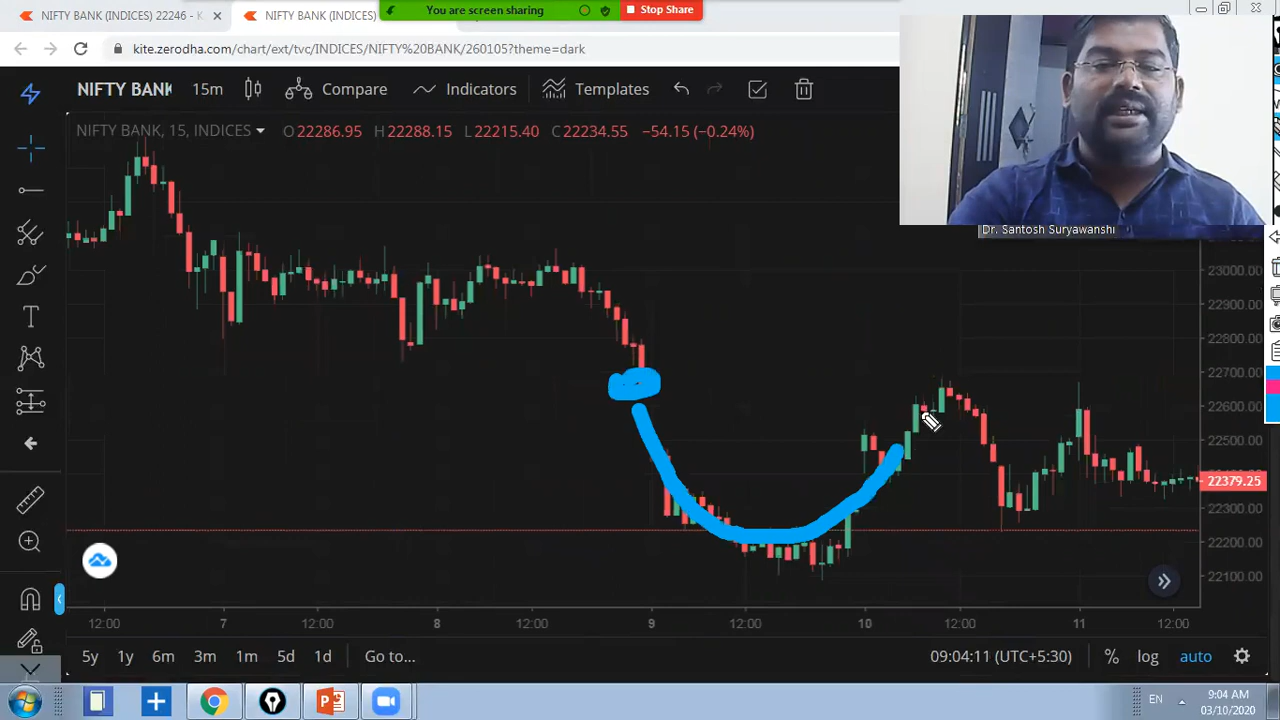 NIFTY BANK (INDICES) 22246 - K
NIFTY BANK (INDICES)
You are screen sharing
Stop Share
kite.zerodha.com/chart/ext/tvc/INDICES/NIFTY%20BANK/260105?theme=dark
NIFTY BANK 15m Compare Indicators Templates
NIFTY BANK, 15, INDICES O22286.95 H22288.15 L22215.40 C22234.55 −54.15 (−0.24%)
Dr. Santosh Suryawanshi
23000.00
22900.00
22800.00
22700.00
22600.00
22500.00
22379.25
22300.00
22200.00
22100.00
12:00 7 12:00 8 12:00 9 12:00 10 12:00 11 12:00
5y 1y 6m 3m 1m 5d 1d Go to... 09:04:11 (UTC+5:30) % log auto
EN 9:04 AM
03/10/2020